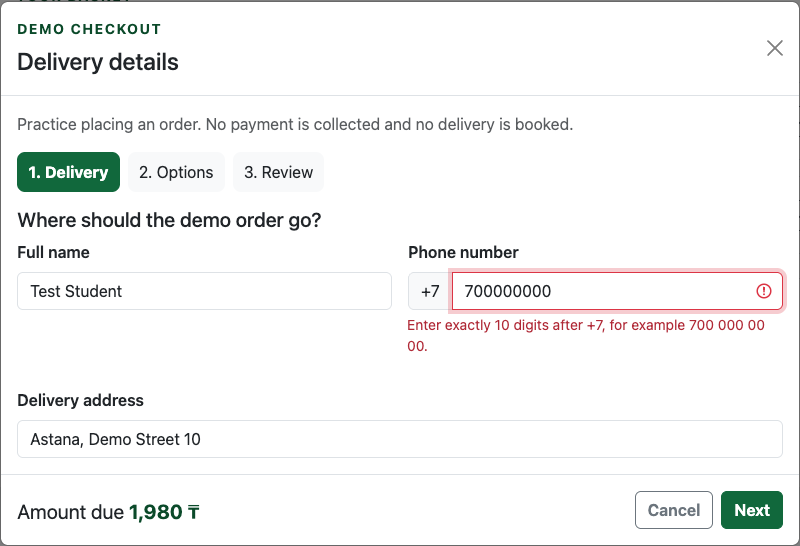 DEMO CHECKOUT
Delivery details
Practice placing an order. No payment is collected and no delivery is booked.
1. Delivery 2. Options 3. Review
Where should the demo order go?
Full name
Phone number
Test Student
+7 700000000
Enter exactly 10 digits after +7, for example 700 000 00
00.
Delivery address
Astana, Demo Street 10
Amount due 1,980 ₸
Cancel Next